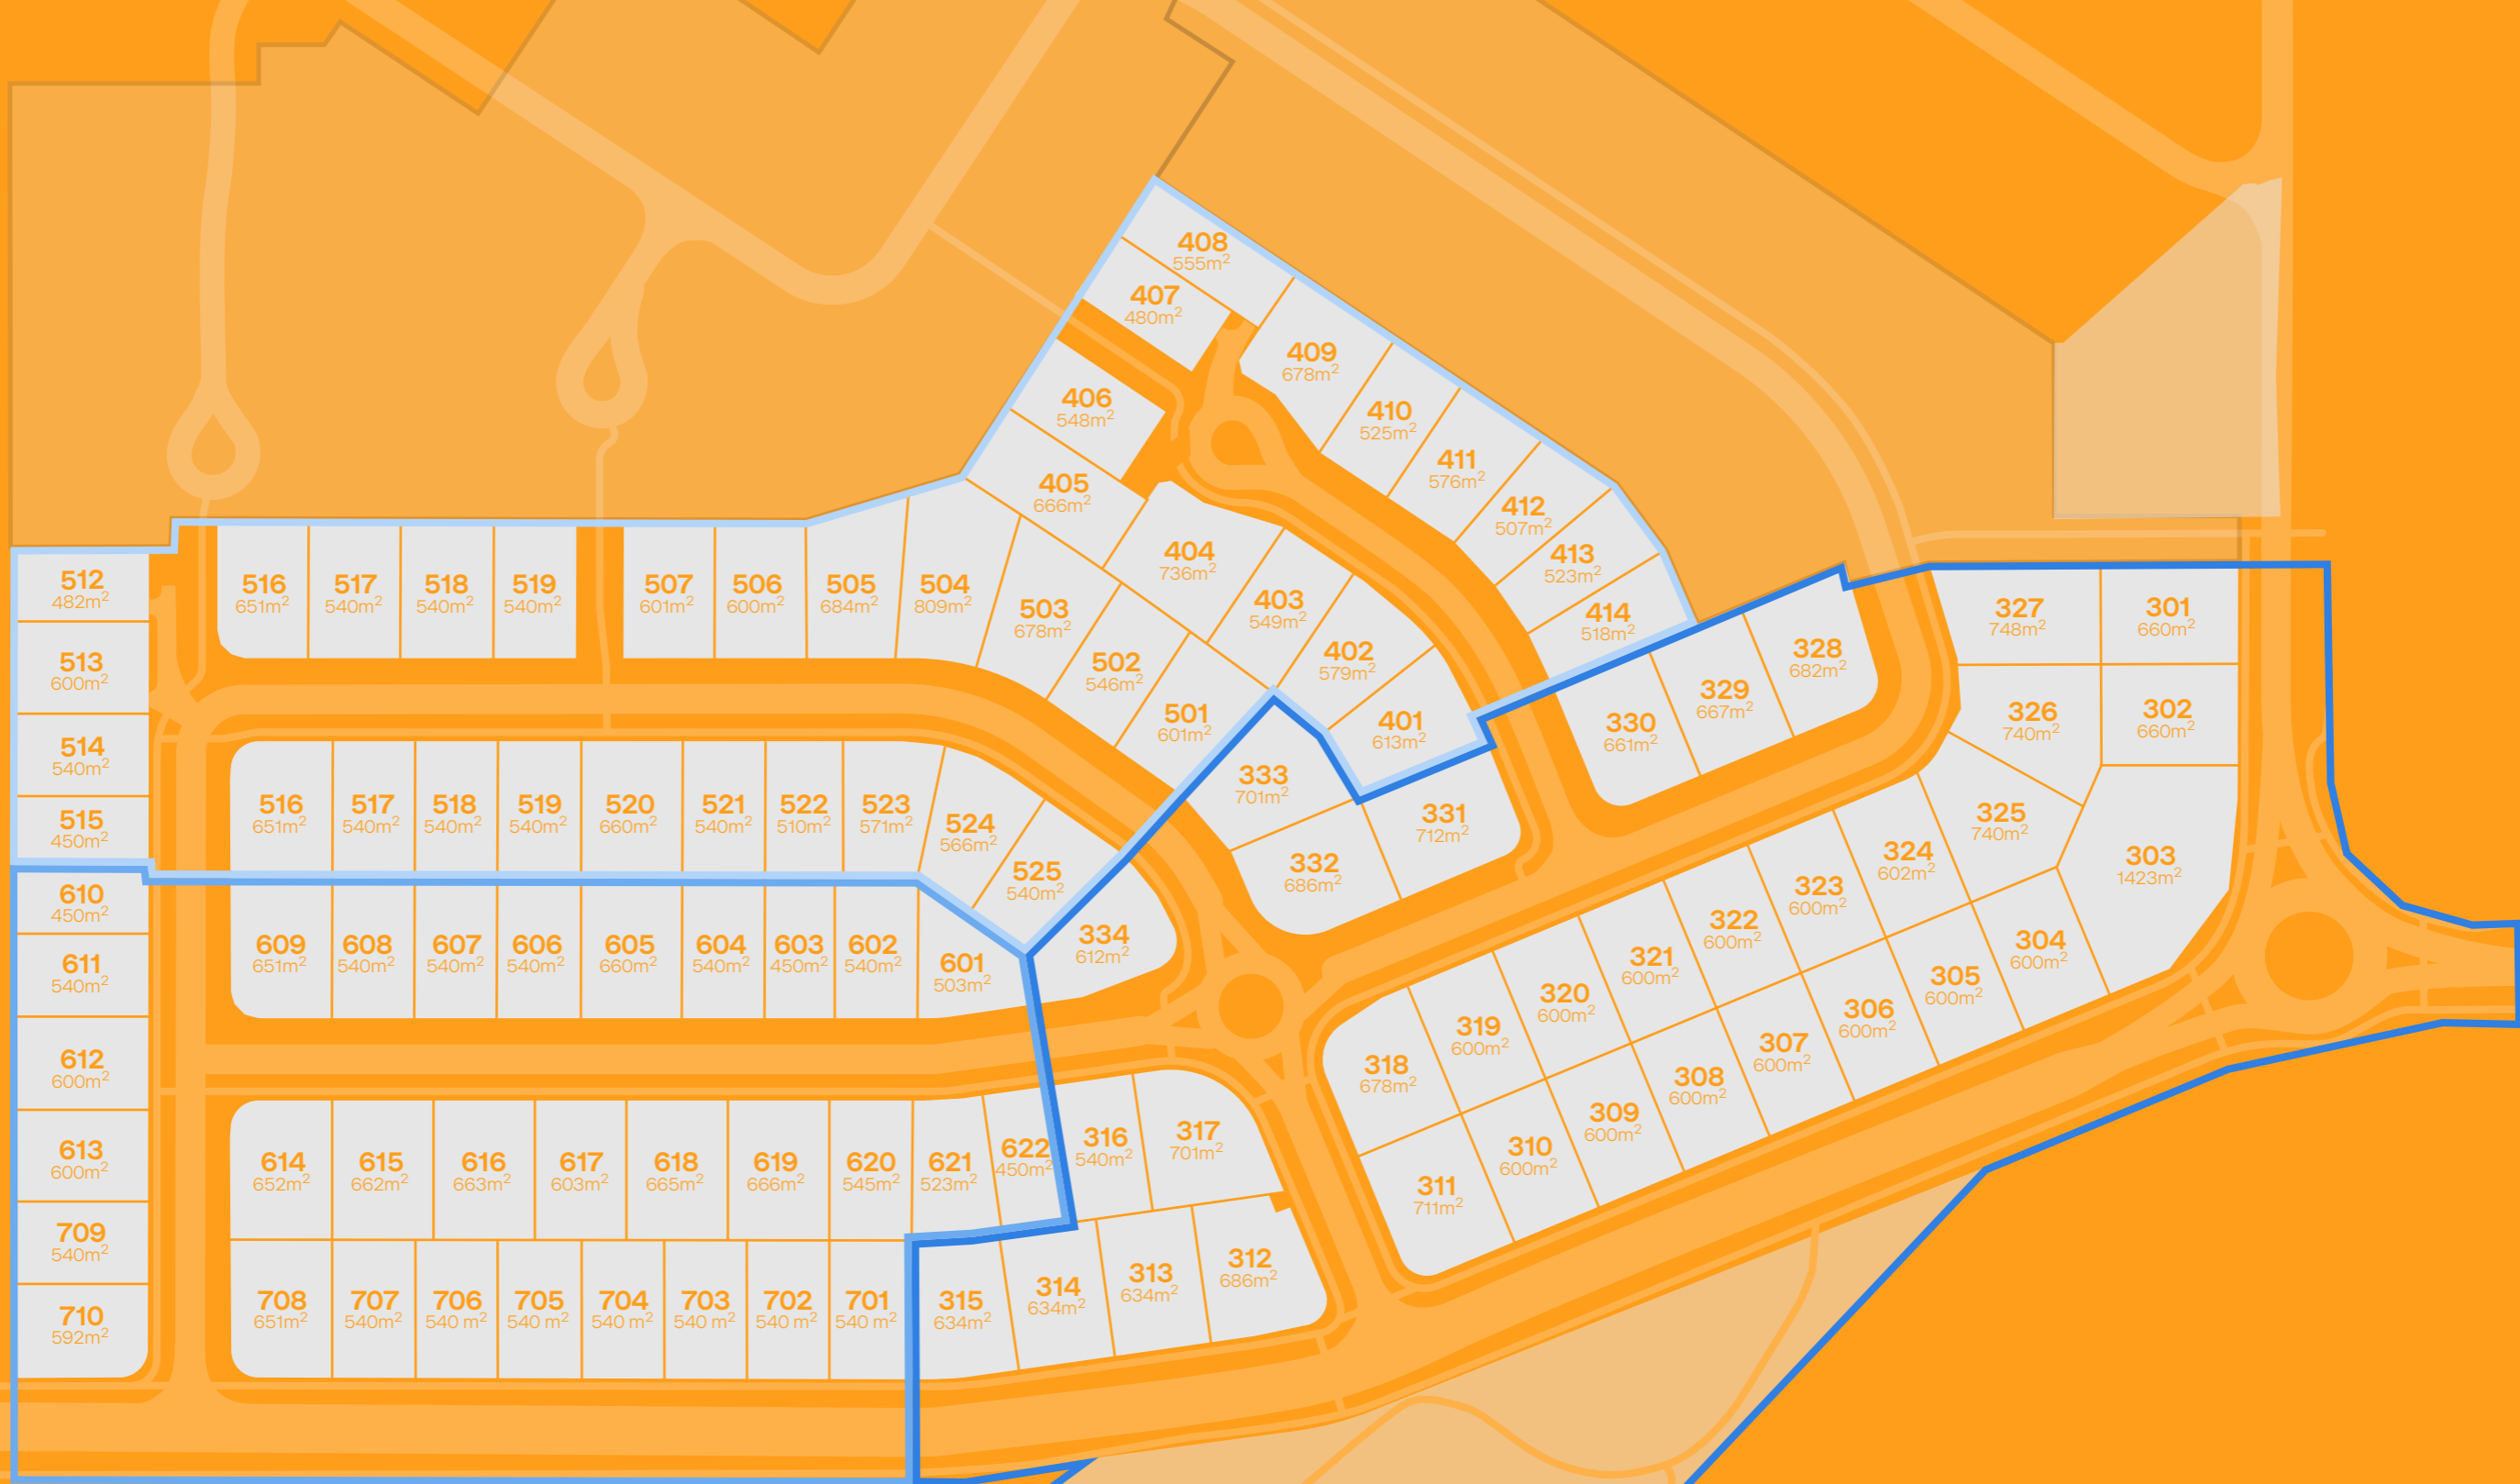 408
555m²
407
480m²
409
678m²
406
548m²
410
525m²
411
576m²
405
666m²
412
507m²
404
736m²
413
523m²
512
482m²
516
651m²
517
540m²
518
540m²
519
540m²
507
601m²
506
600m²
505
684m²
504
809m²
503
678m²
403
549m²
414
518m²
327
748m²
301
660m²
513
600m²
502
546m²
402
579m²
328
682m²
329
667m²
330
661m²
326
740m²
302
660m²
501
601m²
401
613m²
514
540m²
333
701m²
515
450m²
516
651m²
517
540m²
518
540m²
519
540m²
520
660m²
521
540m²
522
510m²
523
571m²
524
566m²
331
712m²
325
740m²
332
686m²
324
602m²
303
1423m²
525
540m²
323
600m²
610
450m²
322
600m²
609
651m²
608
540m²
607
540m²
606
540m²
605
660m²
604
540m²
603
450m²
602
540m²
601
503m²
334
612m²
321
600m²
304
600m²
611
540m²
320
600m²
305
600m²
319
600m²
306
600m²
612
600m²
318
678m²
307
600m²
308
600m²
309
600m²
613
600m²
614
652m²
615
662m²
616
663m²
617
603m²
618
665m²
619
666m²
620
545m²
621
523m²
622
450m²
316
540m²
317
701m²
310
600m²
311
711m²
709
540m²
312
686m²
313
634m²
314
634m²
710
592m²
708
651m²
707
540m²
706
540 m²
705
540 m²
704
540 m²
703
540 m²
702
540 m²
701
540 m²
315
634m²